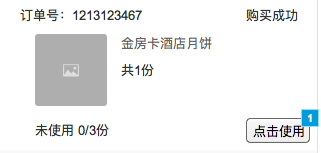 订单号：1213123467 购买成功
金房卡酒店月饼
共1份
未使用 0/3份 点击使用
1